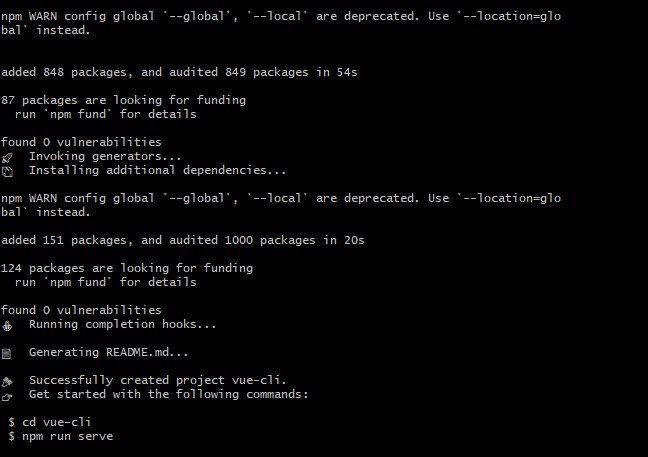 npm WARN config global `--global`, `--local` are deprecated. Use `--location=glo
bal` instead.
added 848 packages, and audited 849 packages in 54s
87 packages are looking for funding
run `npm fund` for details
found 0 vulnerabilities
Invoking generators...
Installing additional dependencies...
npm WARN config global `--global`, `--local` are deprecated. Use `--location=glo
bal` instead.
added 151 packages, and audited 1000 packages in 20s
124 packages are looking for funding
run `npm fund` for details
found 0 vulnerabilities
Running completion hooks...
Generating README.md...
Successfully created project vue-cli.
Get started with the following commands:
$ cd vue-cli
$ npm run serve